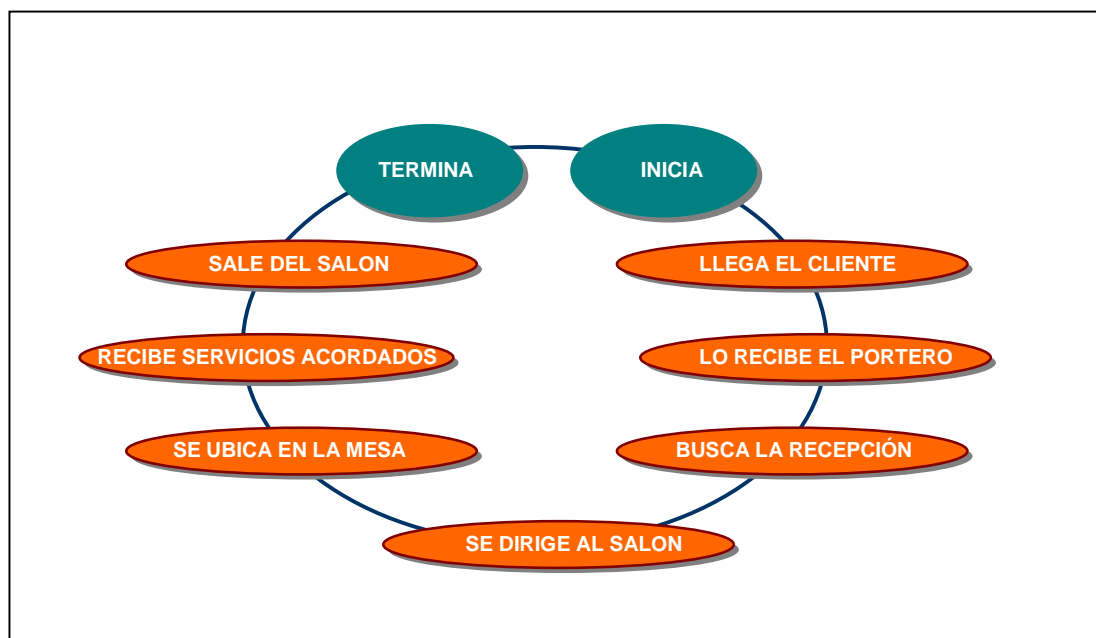 TERMINA
INICIA
SALE DEL SALON
LLEGA EL CLIENTE
RECIBE SERVICIOS ACORDADOS
LO RECIBE EL PORTERO
SE UBICA EN LA MESA
BUSCA LA RECEPCIÓN
SE DIRIGE AL SALON